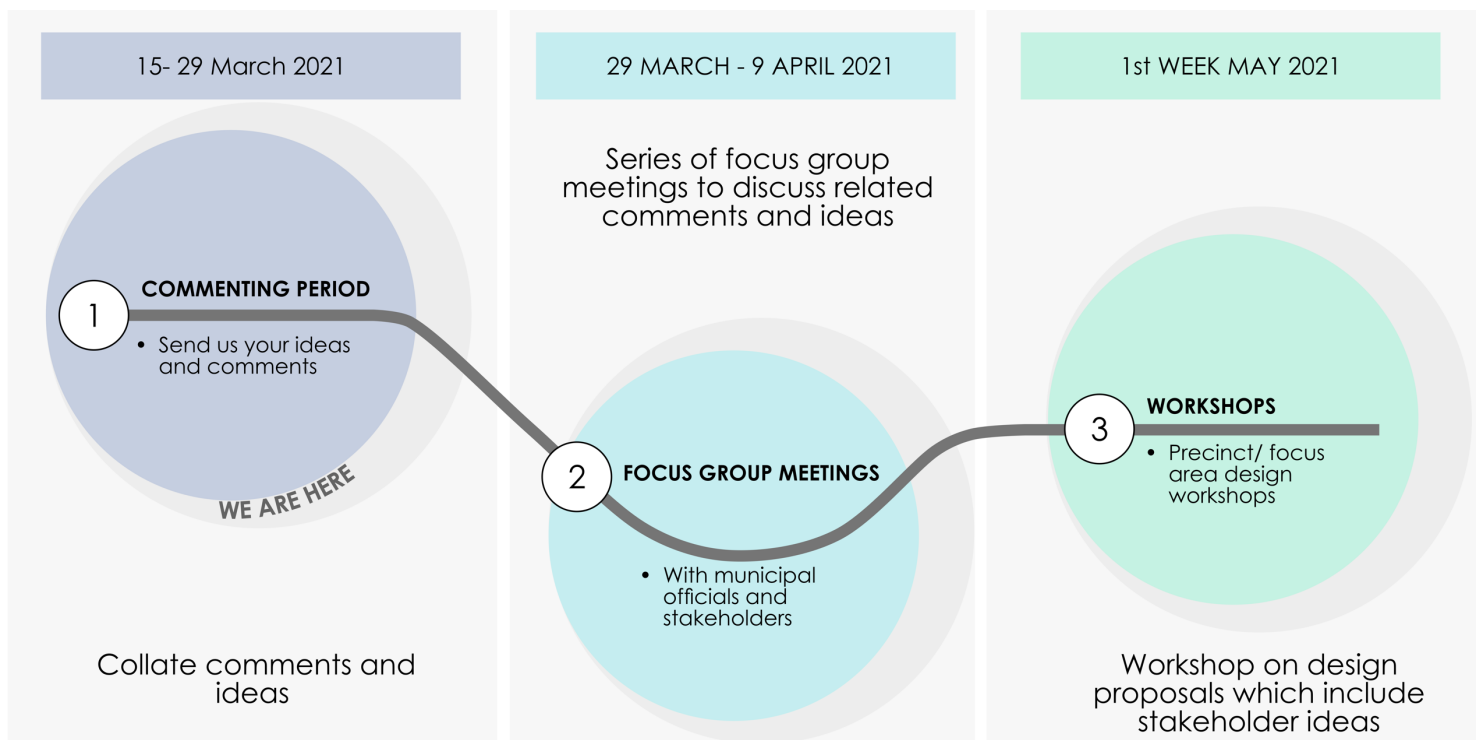 15- 29 March 2021
1
COMMENTING PERIOD
• Send us your ideas
and comments
WE ARE HERE
Collate comments and
ideas
29 MARCH - 9 APRIL 2021
Series of focus group
meetings to discuss related
comments and ideas
2
FOCUS GROUP MEETINGS
• With municipal
officials and
stakeholders
1st WEEK MAY 2021
3
WORKSHOPS
• Precinct/ focus
area design
workshops
Workshop on design
proposals which include
stakeholder ideas